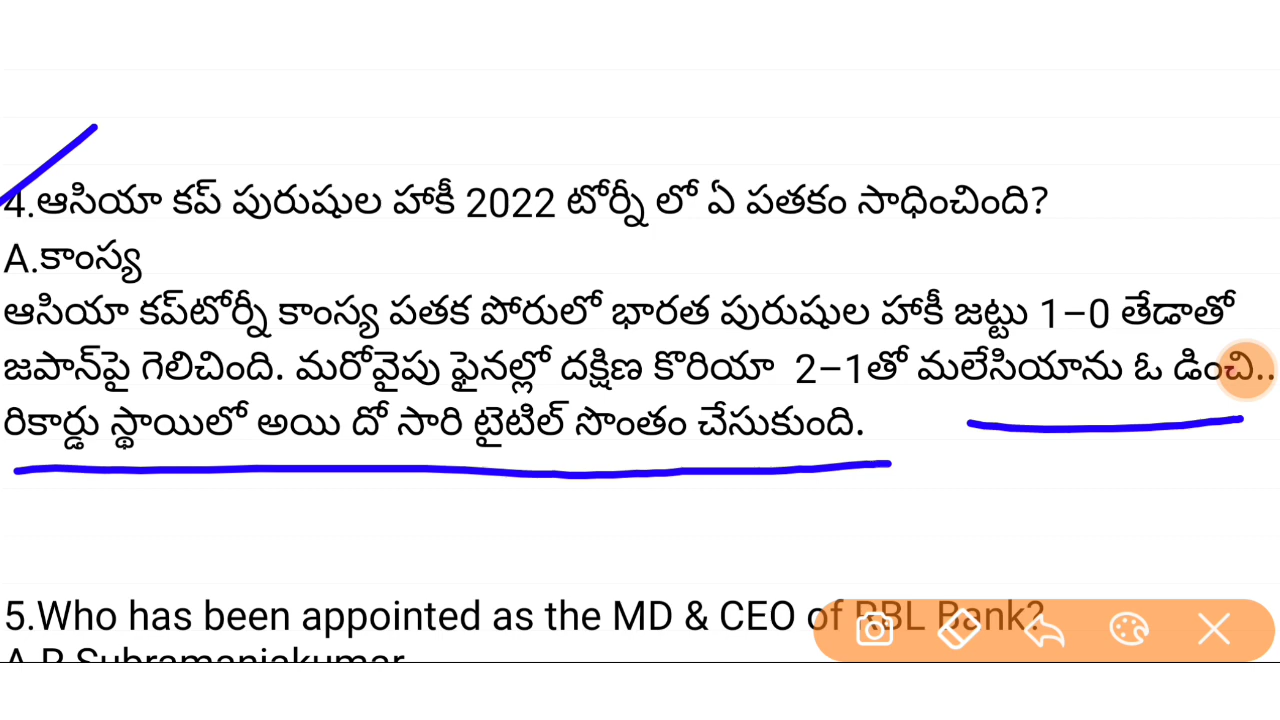 4.ఆసియా కప్ పురుషుల హాకీ 2022 టోర్నీ లో ఏ పతకం సాధించింది?
A.కాంస్య
ఆసియా కప్‌టోర్నీ కాంస్య పతక పోరులో భారత పురుషుల హాకీ జట్టు 1–0 తేడాతో
జపాన్‌పై గెలిచింది. మరోవైపు ఫైనల్లో దక్షిణ కొరియా 2–1తో మలేసియాను ఓ డించి..
రికార్డు స్థాయిలో అయి దో సారి టైటిల్ సొంతం చేసుకుంది.
5.Who has been appointed as the MD & CEO of RBL Bank?
A.R Subramaniakumar